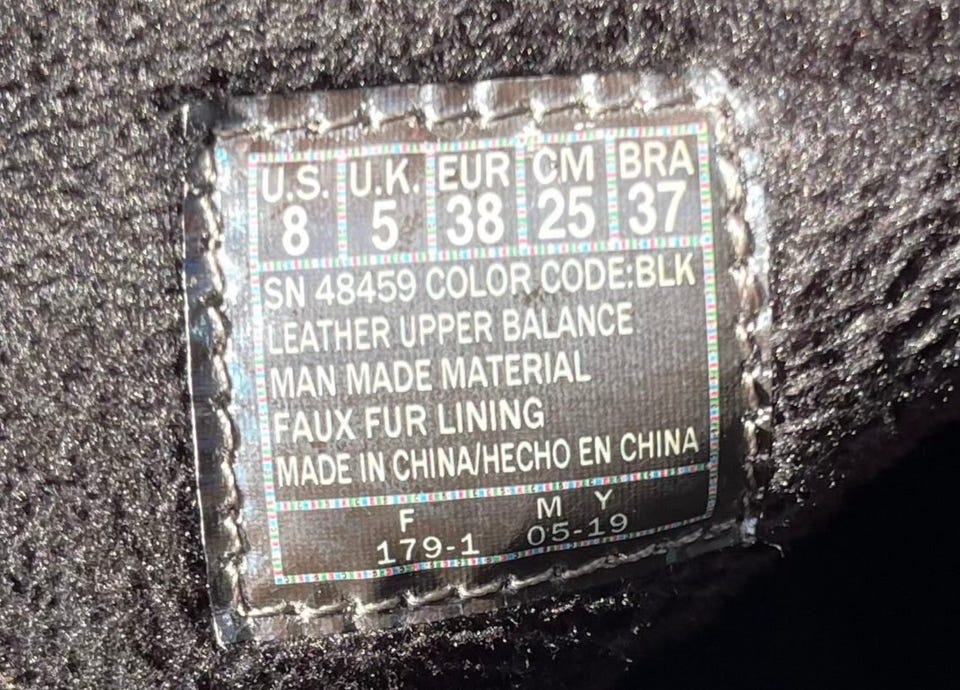 U.S. U.K. EUR CM BRA
8 5 38 25 37
SN 48459 COLOR CODE:BLK
LEATHER UPPER BALANCE
MAN MADE MATERIAL
FAUX FUR LINING
MADE IN CHINA/HECHO EN CHINA
F M Y
179-1 05-19